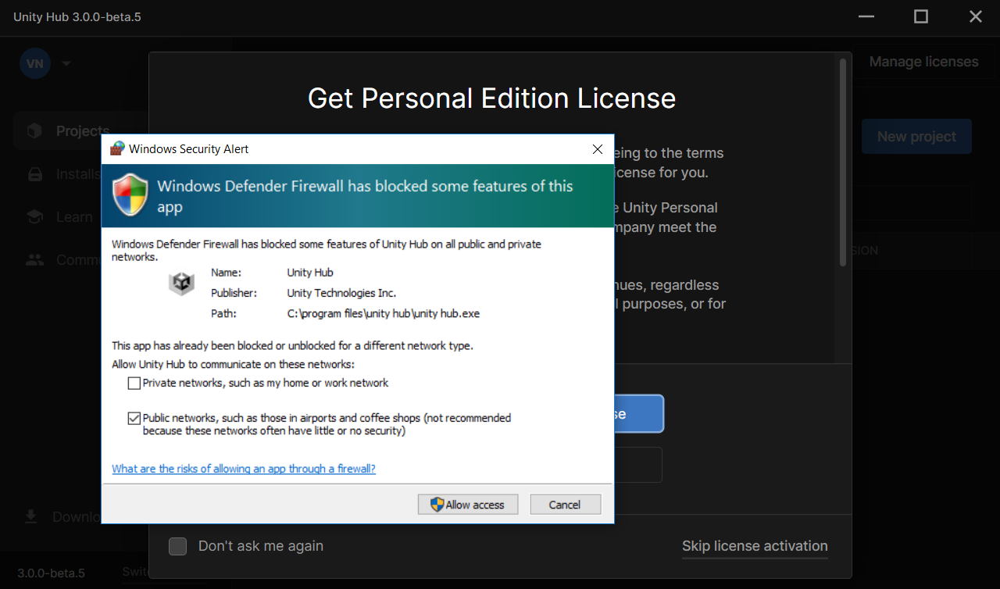 Unity Hub 3.0.0-beta.5
VN
Manage licenses
Get Personal Edition License
Projects
New project
Installs
Learn
eing to the terms
icense for you.
e Unity Personal
mpany meet the
nues, regardless
l purposes, or for
SION
Windows Security Alert
Windows Defender Firewall has blocked some features of this
app
Windows Defender Firewall has blocked some features of Unity Hub on all public and private
networks.
Name: Unity Hub
Publisher: Unity Technologies Inc.
Path: C:\program files\unity hub\unity hub.exe
This app has already been blocked or unblocked for a different network type.
Allow Unity Hub to communicate on these networks:
Private networks, such as my home or work network
Public networks, such as those in airports and coffee shops (not recommended
because these networks often have little or no security)
What are the risks of allowing an app through a firewall?
Allow access Cancel
Commu
se
Downlo
Don't ask me again
Skip license activation
3.0.0-beta.5
Swit